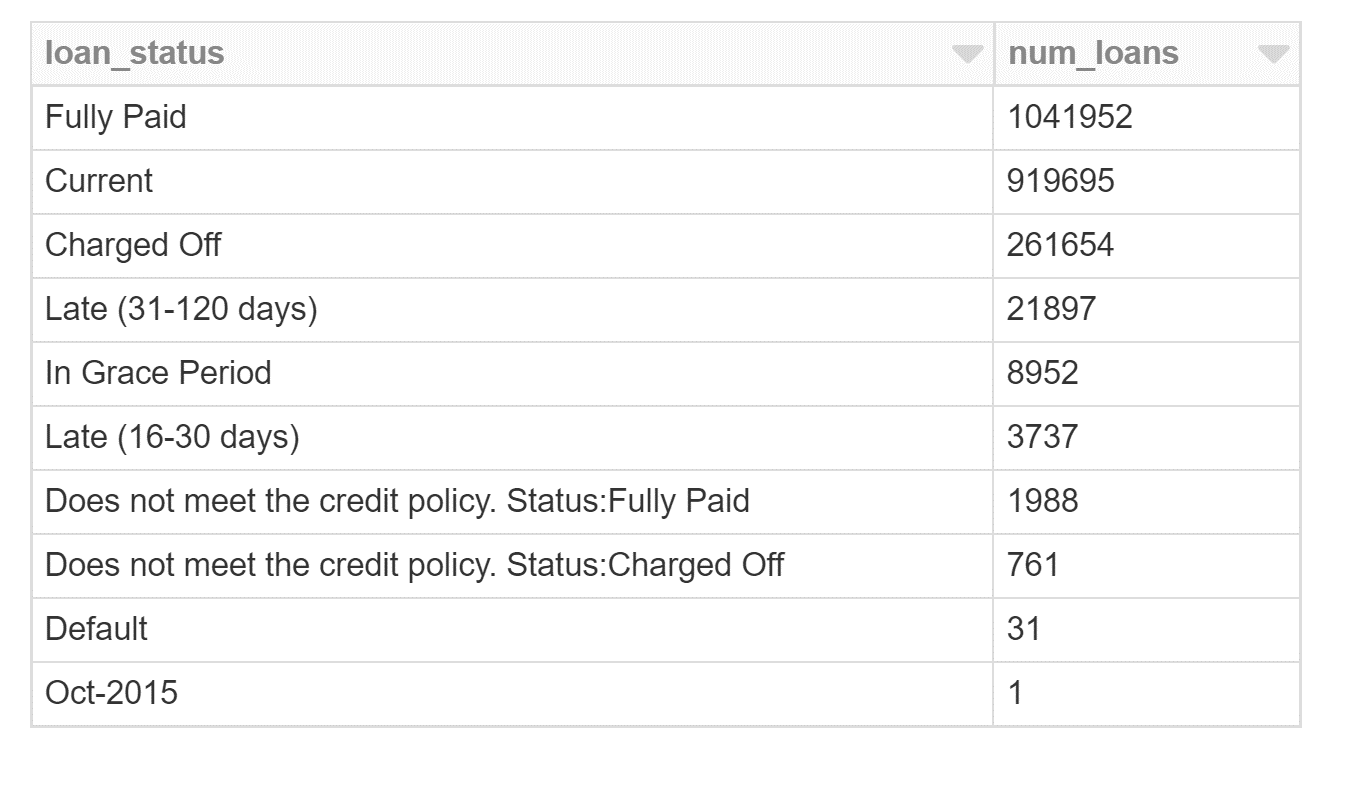 loan_status num_loans
Fully Paid 1041952
Current 919695
Charged Off 261654
Late (31-120 days) 21897
In Grace Period 8952
Late (16-30 days) 3737
Does not meet the credit policy. Status:Fully Paid 1988
Does not meet the credit policy. Status:Charged Off 761
Default 31
Oct-2015 1